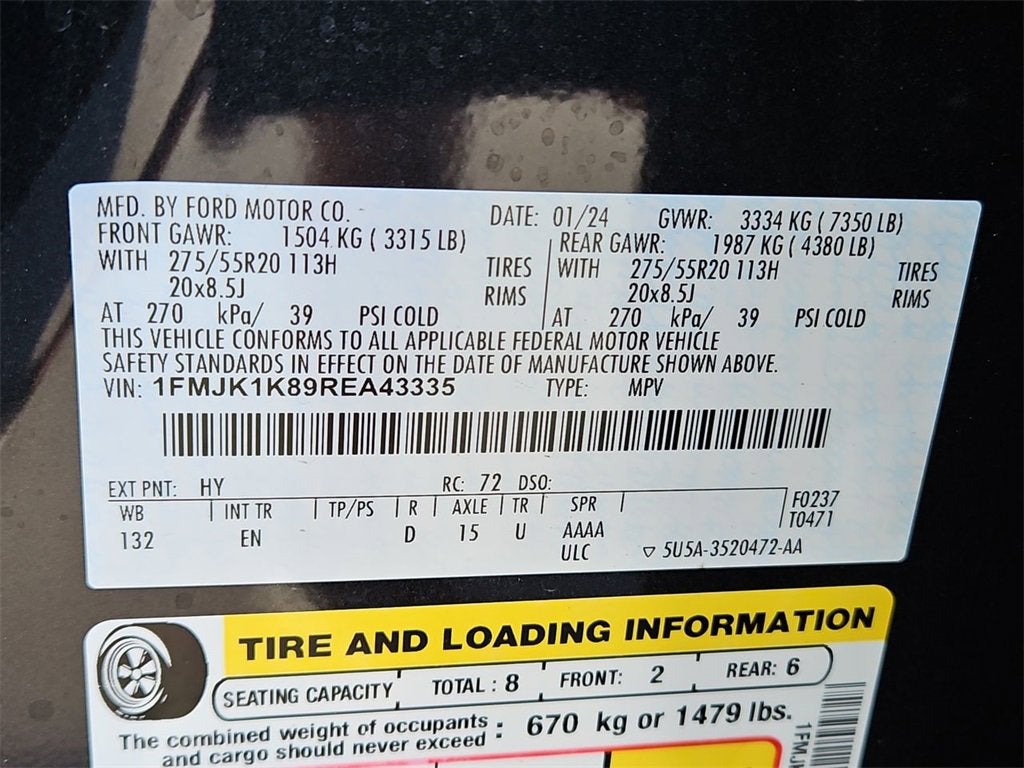 MFD. BY FORD MOTOR CO. DATE: 01/24 GVWR: 3334 KG ( 7350 LB)
FRONT GAWR: 1504 KG ( 3315 LB) REAR GAWR: 1987 KG ( 4380 LB)
WITH 275/55R20 113H TIRES WITH 275/55R20 113H TIRES
20x8.5J RIMS 20x8.5J RIMS
AT 270 kPa/ 39 PSI COLD AT 270 kPa/ 39 PSI COLD
THIS VEHICLE CONFORMS TO ALL APPLICABLE FEDERAL MOTOR VEHICLE
SAFETY STANDARDS IN EFFECT ON THE DATE OF MANUFACTURE SHOWN ABOVE.
VIN: 1FMJK1K89REA43335 TYPE: MPV
EXT PNT: HY RC: 72 DSO:
WB INT TR TP/PS R AXLE TR SPR F0237
132 EN D 15 U AAAA T0471
ULC ▽ 5U5A-3520472-AA
TIRE AND LOADING INFORMATION
SEATING CAPACITY TOTAL : 8 FRONT: 2 REAR: 6
The combined weight of occupants
and cargo should never exceed : 670 kg or 1479 lbs.
1FMJK